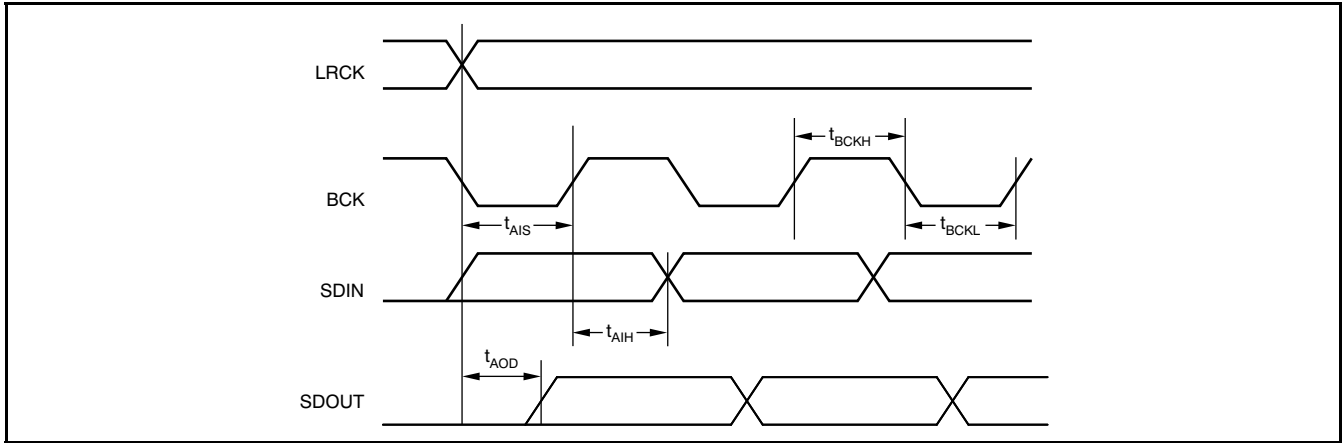 LRCK
t_BCKH
BCK
t_AIS
t_BCKL
SDIN
t_AIH
t_AOD
SDOUT